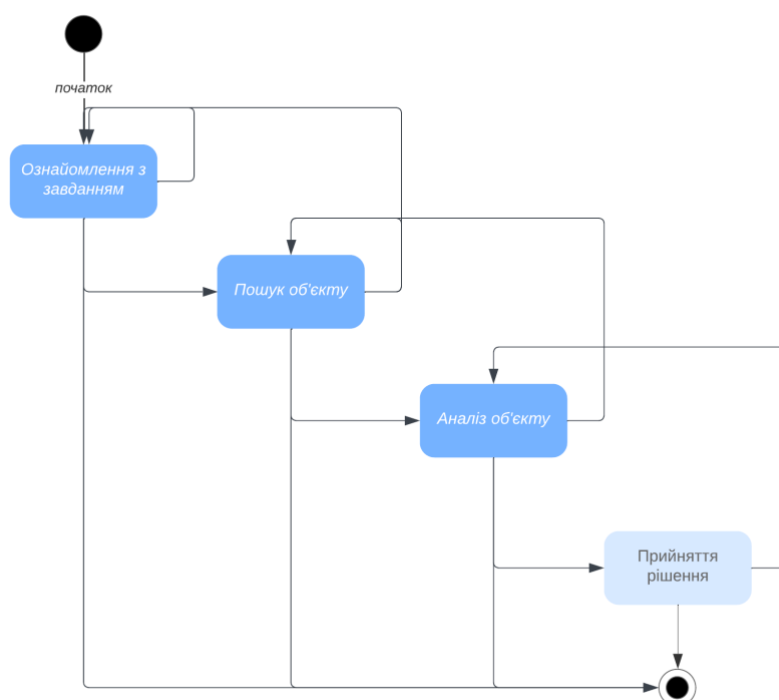 початок
Ознайомлення з
завданням
Пошук об'єкту
Аналіз об'єкту
Прийняття
рішення